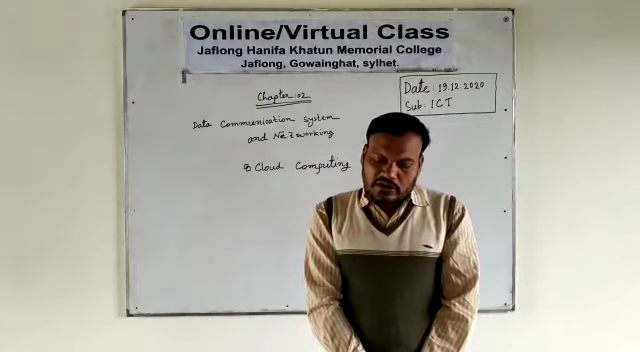 Online/Virtual Class
Jaflong Hanifa Khatun Memorial College
Jaflong, Gowainghat, sylhet.
Date: 19.12.2020
Sub: ICT
Chapter: 02
Data Communication system
and Networking
Cloud Computing